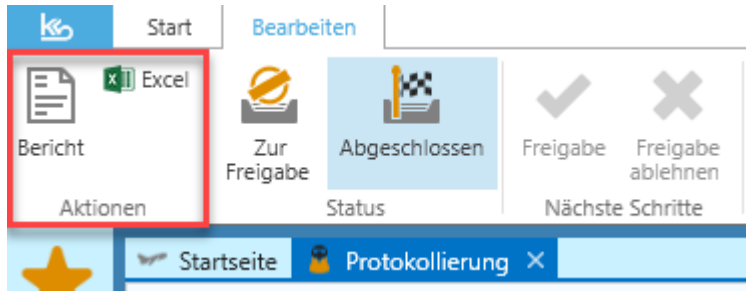 Start
Bearbeiten
Bericht
Excel
Aktionen
Zur
Freigabe
Abgeschlossen
Status
Freigabe
Freigabe
ablehnen
Nächste Schritte
Startseite
Protokollierung